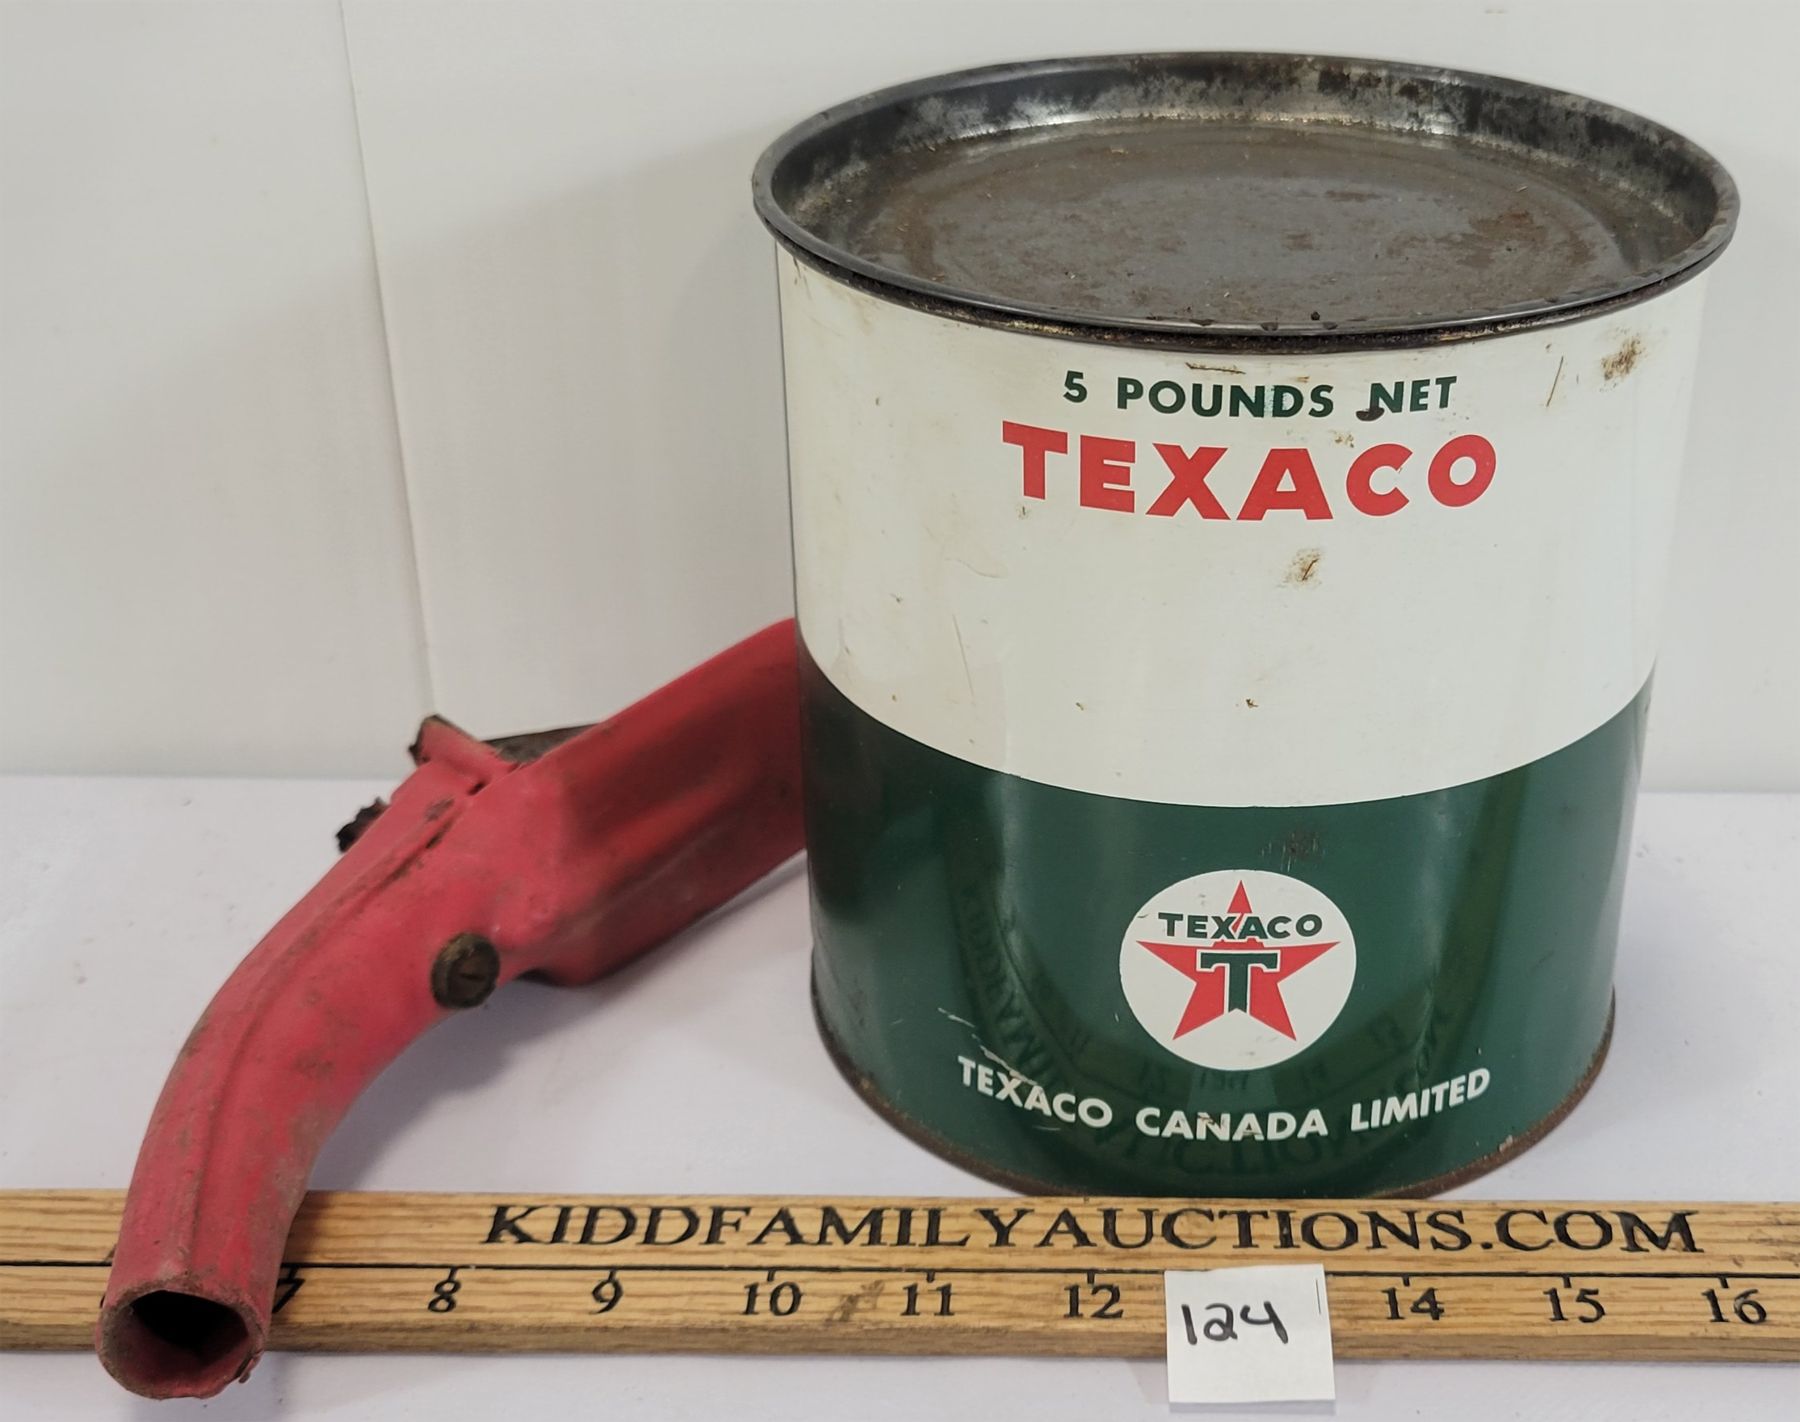 5 POUNDS NET
TEXACO
TEXACO
T
TEXACO CANADA LIMITED
KIDDFAMILYAUCTIONS.COM
7 8 9 10 11 12 14 15 16
124